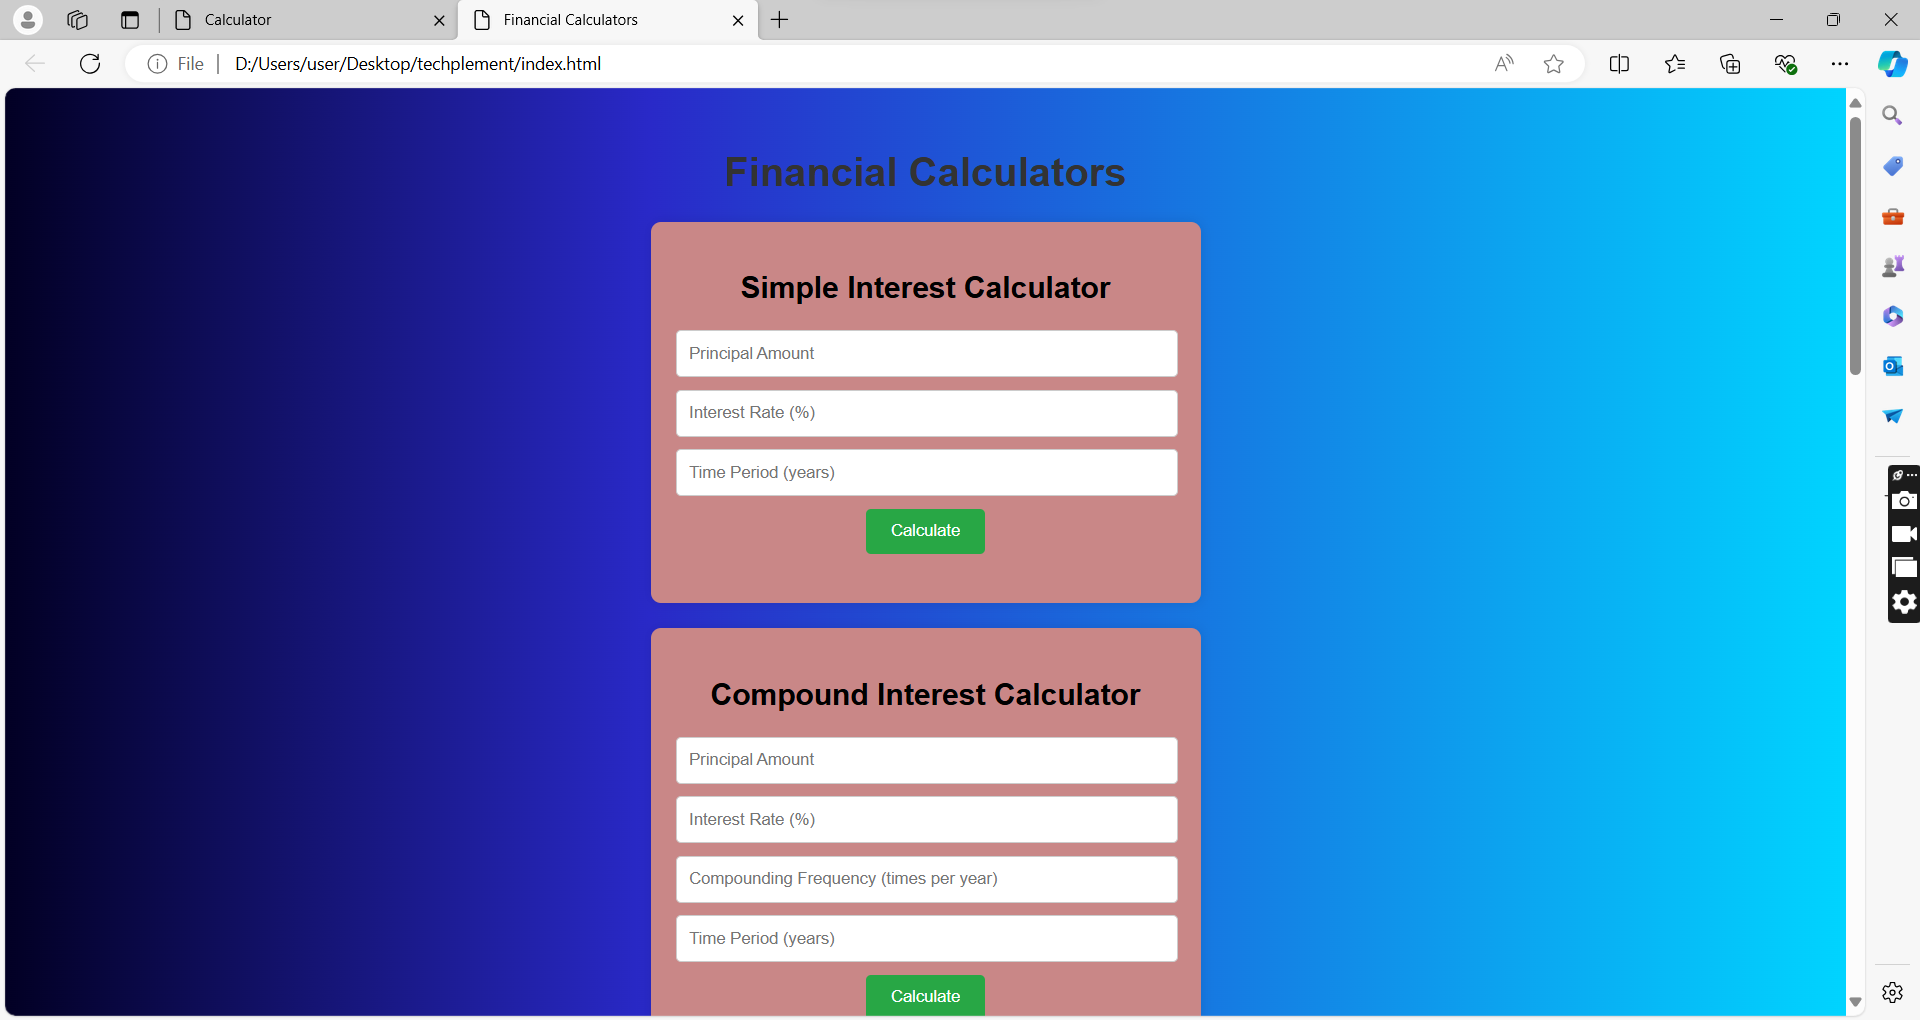 Calculator
Financial Calculators
File
D:/Users/user/Desktop/techplement/index.html
Financial Calculators
Simple Interest Calculator
Principal Amount
Interest Rate (%)
Time Period (years)
Calculate
Compound Interest Calculator
Principal Amount
Interest Rate (%)
Compounding Frequency (times per year)
Time Period (years)
Calculate